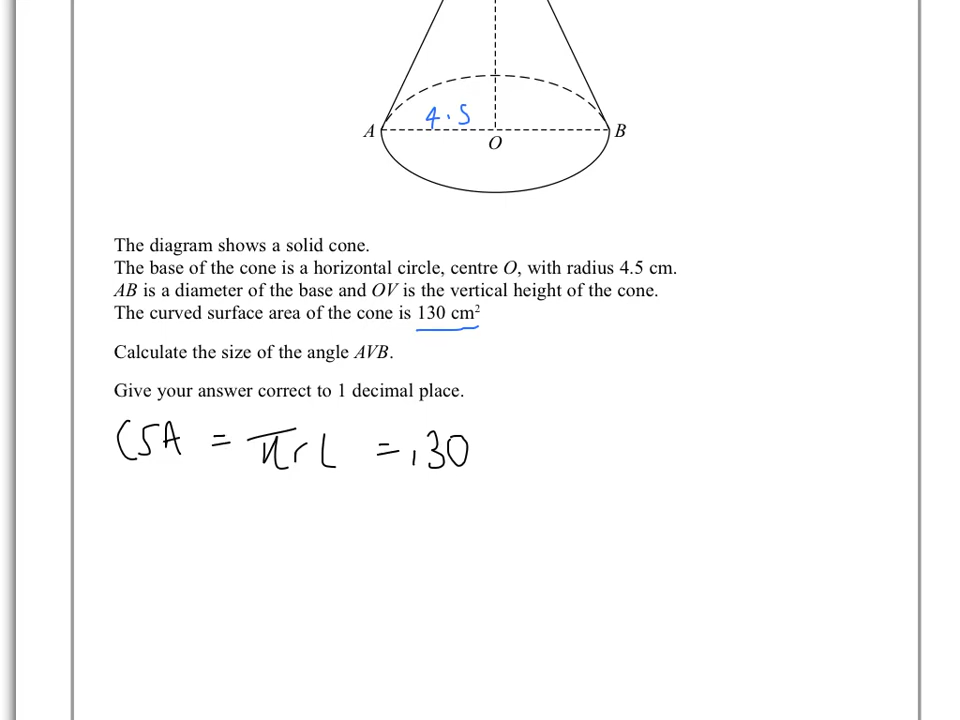 4.5
A
B
O
The diagram shows a solid cone.
The base of the cone is a horizontal circle, centre O, with radius 4.5 cm.
AB is a diameter of the base and OV is the vertical height of the cone.
The curved surface area of the cone is 130 cm²
Calculate the size of the angle AVB.
Give your answer correct to 1 decimal place.
CSA = πrL = 130